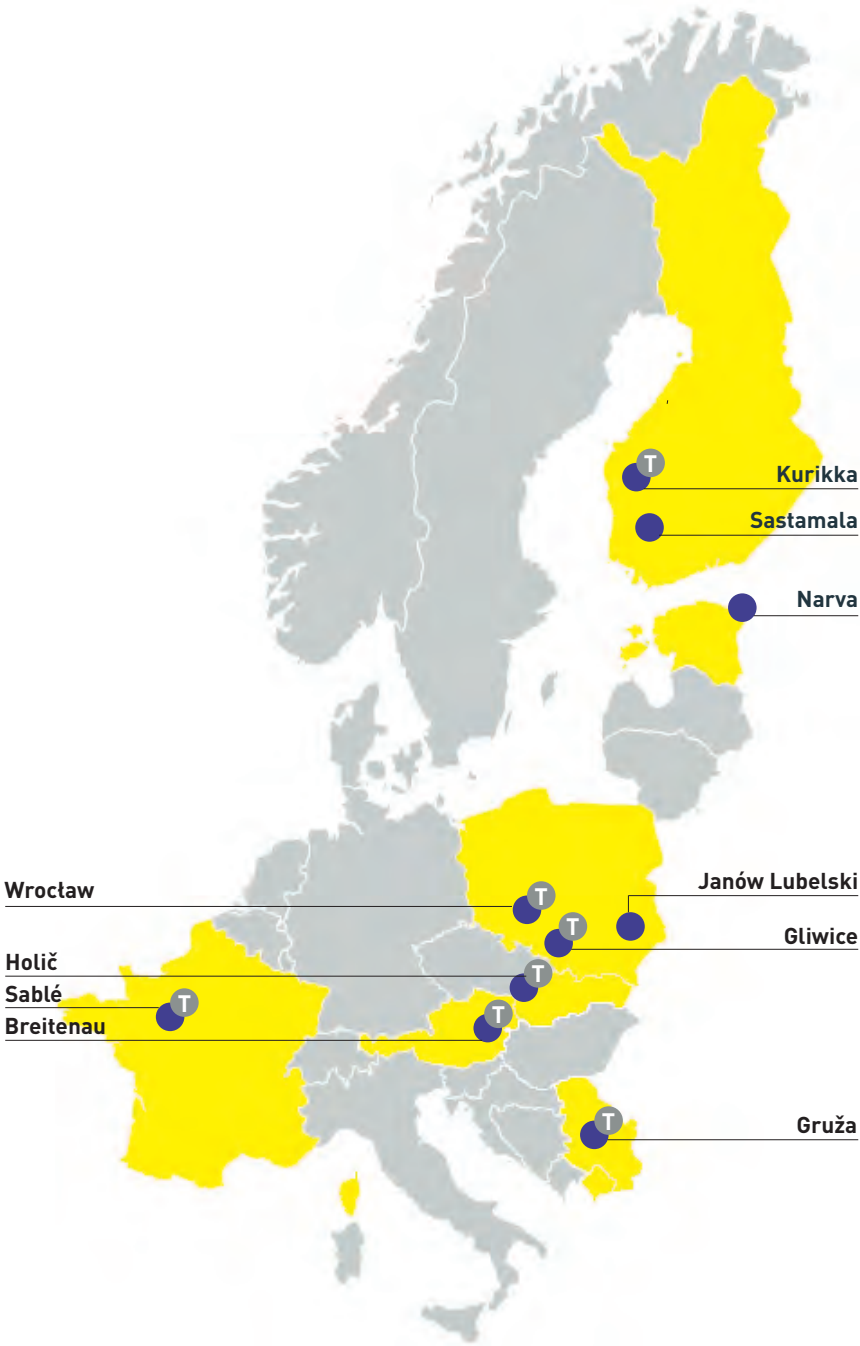 T
Kurikka
Sastamala
Narva
T
Wrocław
Janów Lubelski
T
Gliwice
T
Holič
Sablé
T
T
Breitenau
T
Gruža